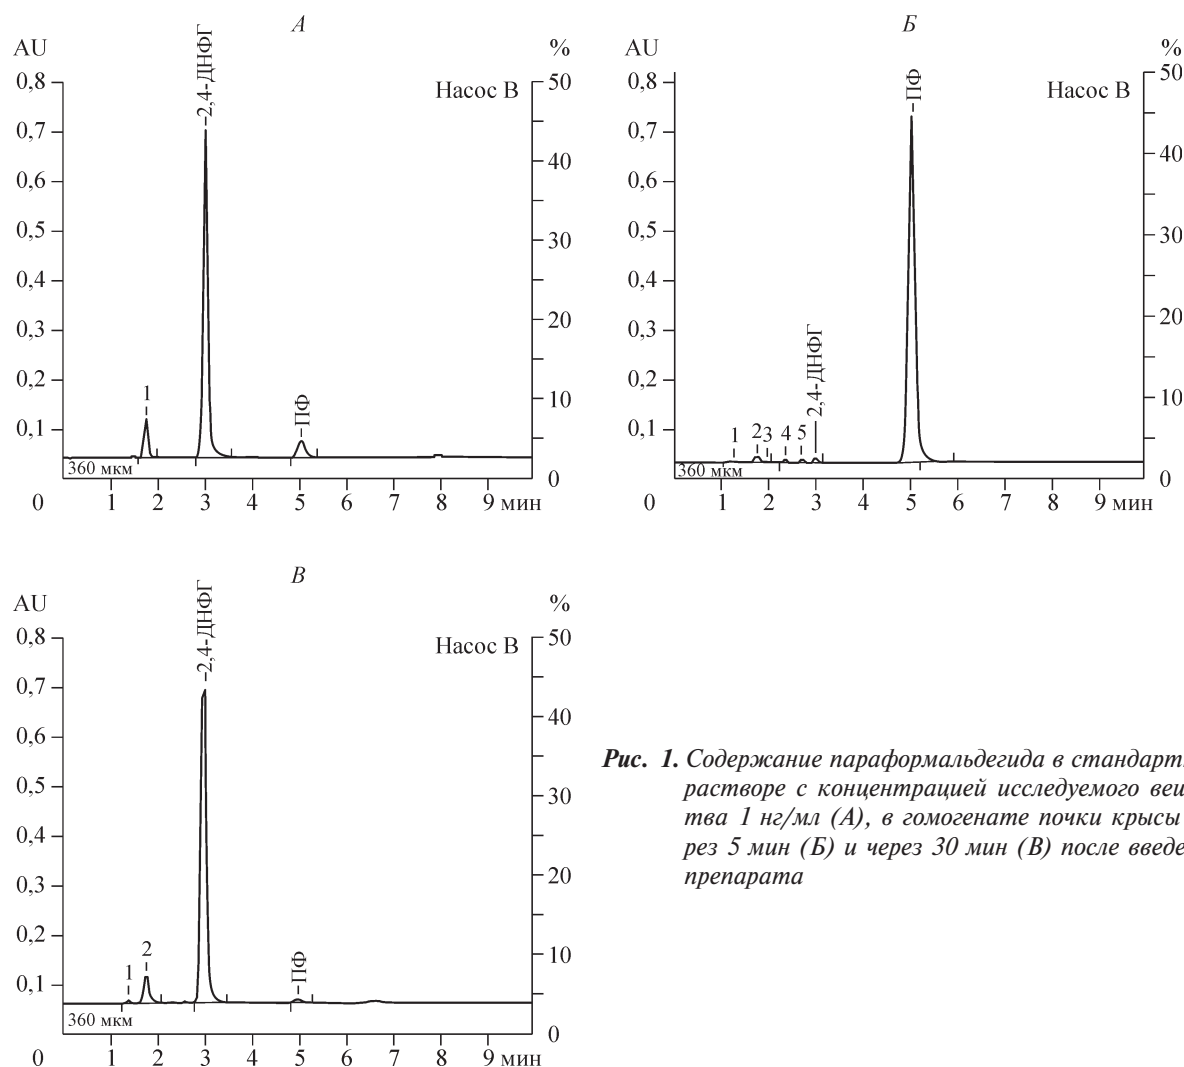 А
AU
%
0,8
0,7
0,6
0,5
0,4
0,3
0,2
0,1
50
40
30
20
10
0
Насос В
2,4-ДНФГ
1
ПФ
360 мкм
0 1 2 3 4 5 6 7 8 9 мин
Б
AU
%
0,8
0,7
0,6
0,5
0,4
0,3
0,2
0,1
50
40
30
20
10
0
Насос В
ПФ
2,4-ДНФГ
1 2 3 4 5
360 мкм
0 1 2 3 4 5 6 7 8 9 мин
В
AU
%
0,8
0,7
0,6
0,5
0,4
0,3
0,2
0,1
50
40
30
20
10
0
Насос В
2,4-ДНФГ
1 2
ПФ
360 мкм
0 1 2 3 4 5 6 7 8 9 мин
Рис. 1. Содержание параформальдегида в стандарт
растворе с концентрацией исследуемого вещ
тва 1 нг/мл (А), в гомогенате почки крысы
рез 5 мин (Б) и через 30 мин (В) после введе
препарата